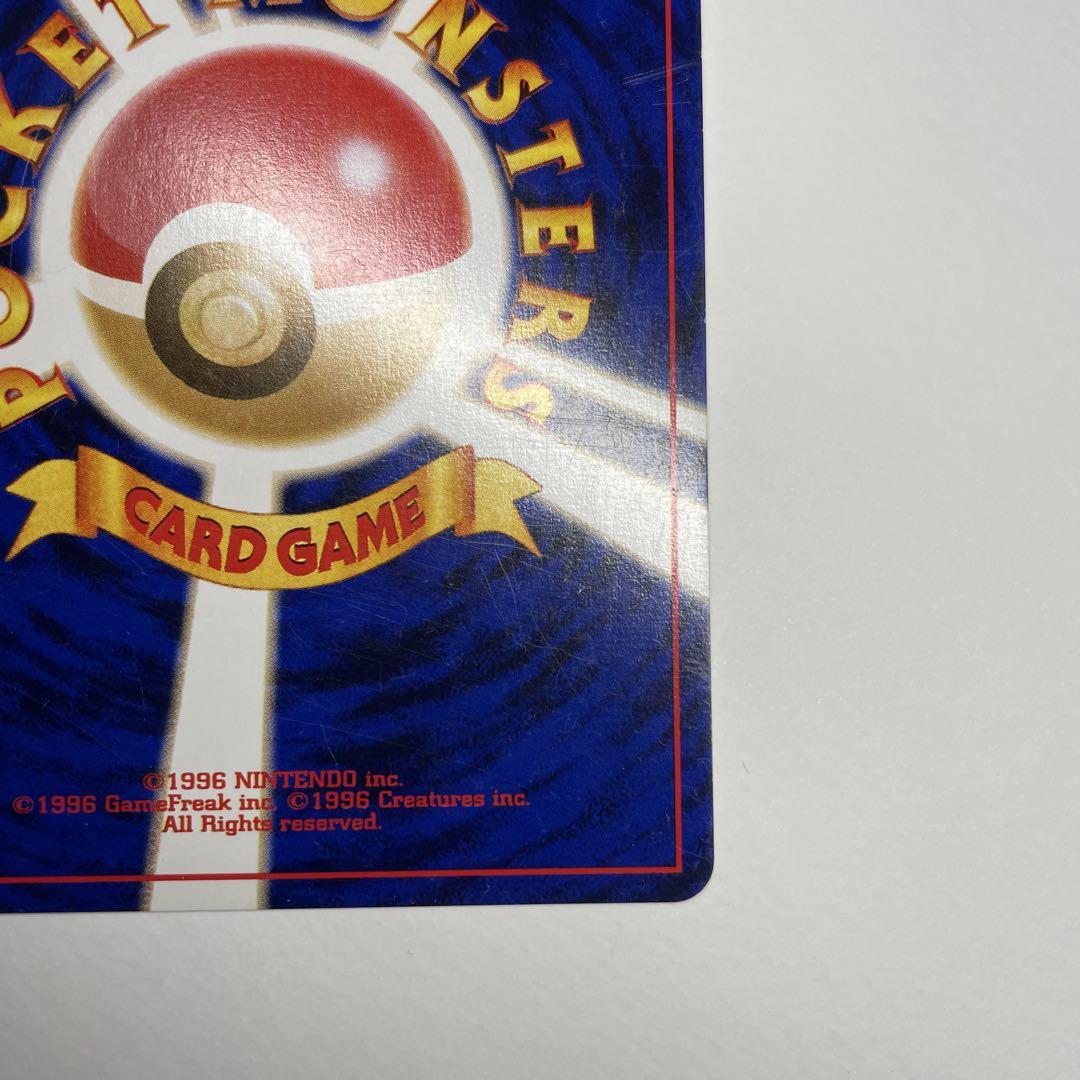 POCKET MONSTERS
CARD GAME
©1996 NINTENDO inc.
©1996 GameFreak inc. ©1996 Creatures inc.
All Rights reserved.